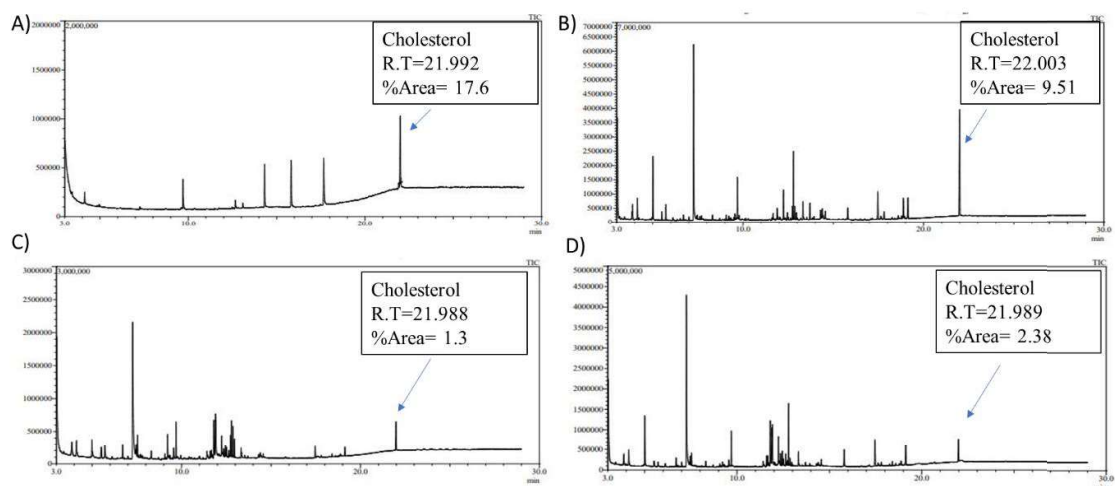 A)
TIC
2,000,000
2000000
1500000
1000000
500000
3.0
10.0
20.0
30.0
min
Cholesterol
R.T=21.992
%Area= 17.6
B)
TIC
7,000,000
7000000
6500000
6000000
5500000
5000000
4500000
4000000
3500000
3000000
2500000
2000000
1500000
1000000
500000
3.0
10.0
20.0
30.0
min
Cholesterol
R.T=22.003
%Area= 9.51
C)
TIC
3,000,000
3000000
2500000
2000000
1500000
1000000
500000
3.0
10.0
20.0
30.0
min
Cholesterol
R.T=21.988
%Area= 1.3
D)
TIC
5,000,000
5000000
4500000
4000000
3500000
3000000
2500000
2000000
1500000
1000000
500000
3.0
10.0
20.0
30.0
min
Cholesterol
R.T=21.989
%Area= 2.38